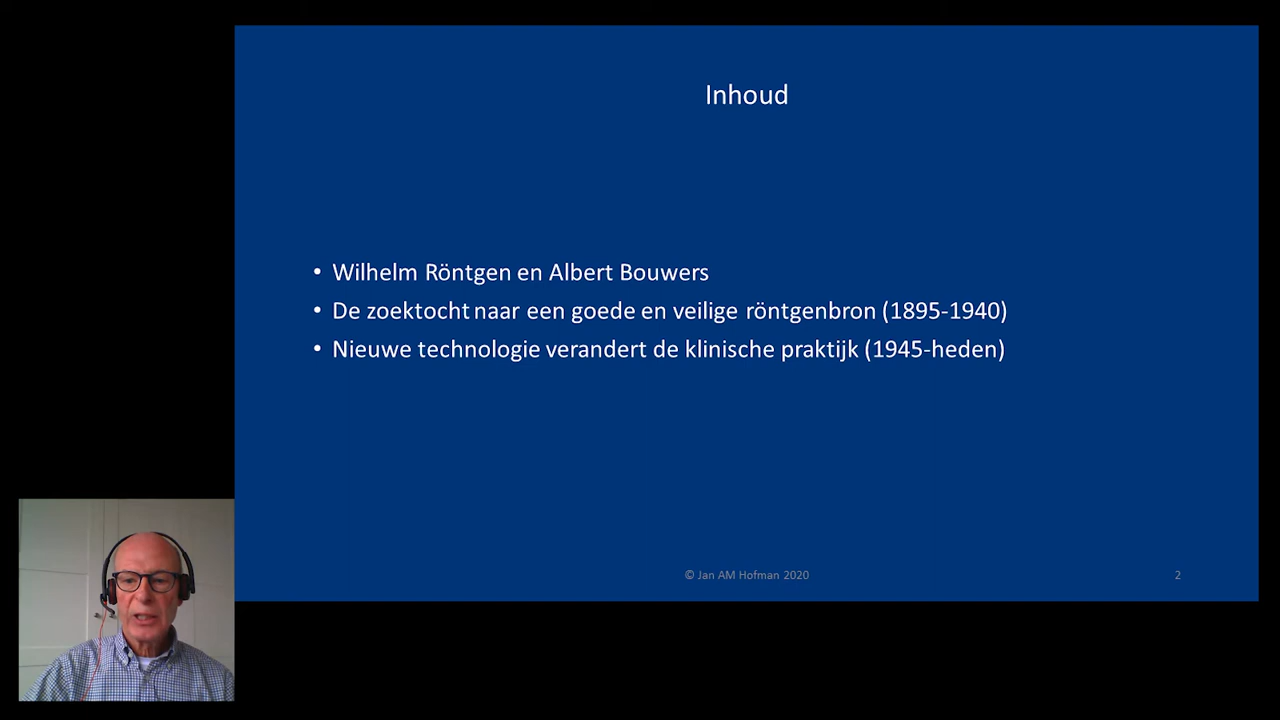 Inhoud
• Wilhelm Röntgen en Albert Bouwers
• De zoektocht naar een goede en veilige röntgenbron (1895-1940)
• Nieuwe technologie verandert de klinische praktijk (1945-heden)
© Jan AM Hofman 2020
2